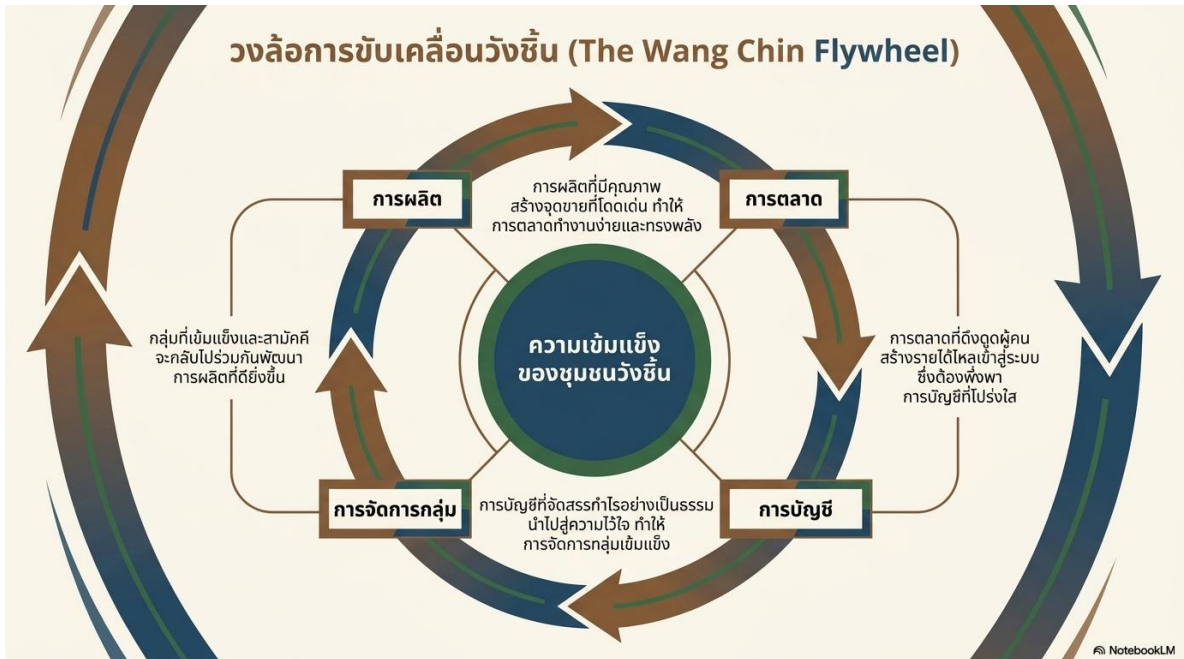 วงล้อการขับเคลื่อนวังชิ้น (The Wang Chin Flywheel)
การผลิต
การผลิตที่มีคุณภาพ
สร้างจุดขายที่โดดเด่น ทำให้
การตลาดทำงานง่ายและทรงพลัง
การตลาด
กลุ่มที่เข้มแข็งและสามัคคี
จะกลับไปร่วมกันพัฒนา
การผลิตที่ดียิ่งขึ้น
ความเข้มแข็ง
ของชุมชนวังชิ้น
การตลาดที่ดึงดูดผู้คน
สร้างรายได้ไหลเข้าสู่ระบบ
ซึ่งต้องพึ่งพา
การบัญชีที่โปร่งใส
การจัดการกลุ่ม
การบัญชีที่จัดสรรกำไรอย่างเป็นธรรม
นำไปสู่ความไว้ใจ ทำให้
การจัดการทลุ่มเข้มแข็ง
การบัญชี
NotebookLM